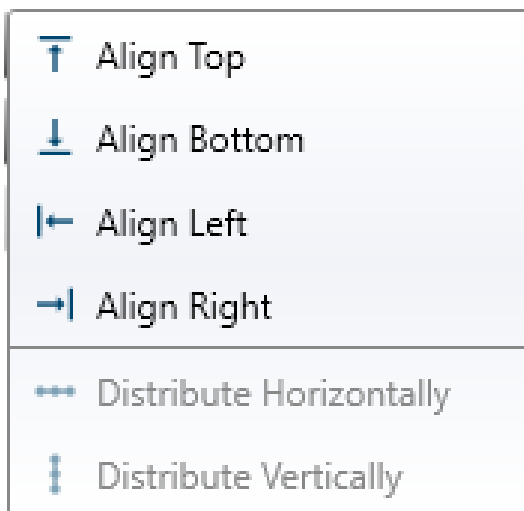 Align Top
Align Bottom
Align Left
Align Right
Distribute Horizontally
Distribute Vertically